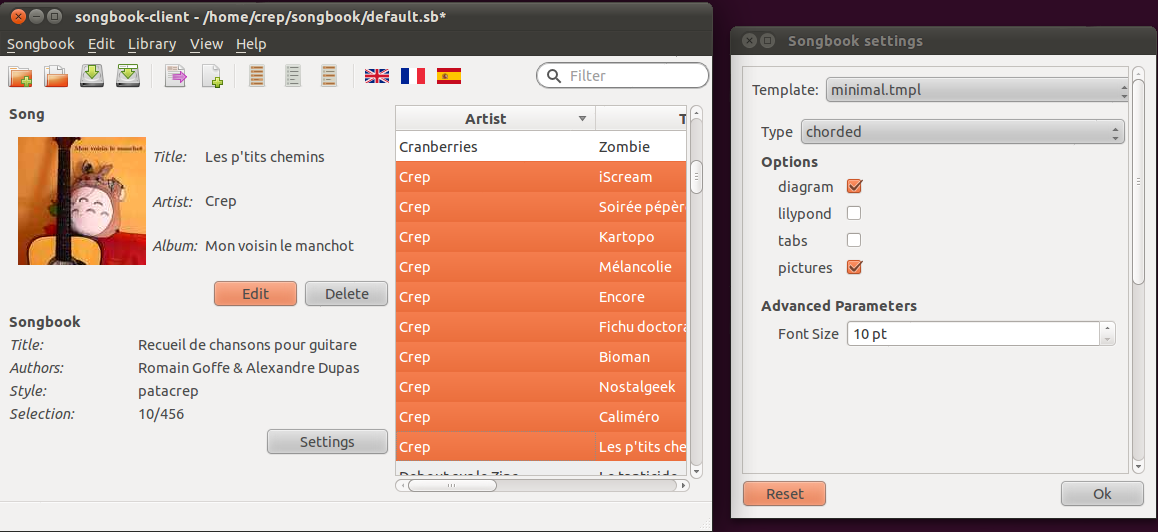 songbook-client - /home/crep/songbook/default.sb*
Songbook Edit Library View Help
Filter
Song
Mon voisin le manchot
Title: Les p'tits chemins
Artist: Crep
Album: Mon voisin le manchot
Edit Delete
Songbook
Title: Recueil de chansons pour guitare
Authors: Romain Goffe & Alexandre Dupas
Style: patacrep
Selection: 10/456
Settings
Artist T
Cranberries Zombie
Crep iScream
Crep Soirée pépèr
Crep Kartopo
Crep Mélancolie
Crep Encore
Crep Fichu doctora
Crep Bioman
Crep Nostalgeek
Crep Caliméro
Crep Les p'tits che
Songbook settings
Template: minimal.tmpl
Type chorded
Options
diagram
lilypond
tabs
pictures
Advanced Parameters
Font Size 10 pt
Reset Ok